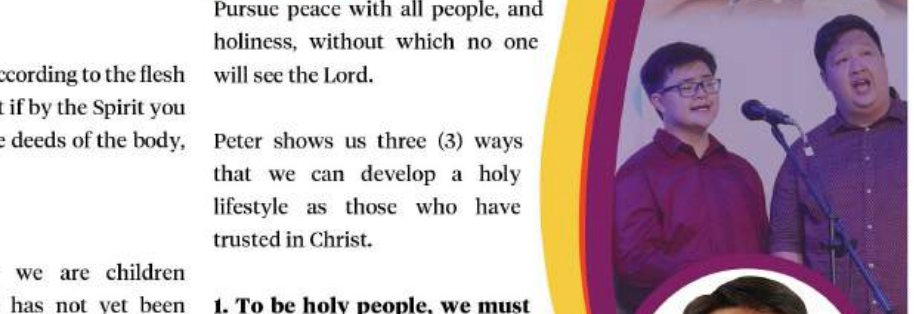 ccording to the flesh
t if by the Spirit you
e deeds of the body,
we are children
has not yet been
Pursue peace with all people, and
holiness, without which no one
will see the Lord.
Peter shows us three (3) ways
that we can develop a holy
lifestyle as those who have
trusted in Christ.
1. To be holy people, we must